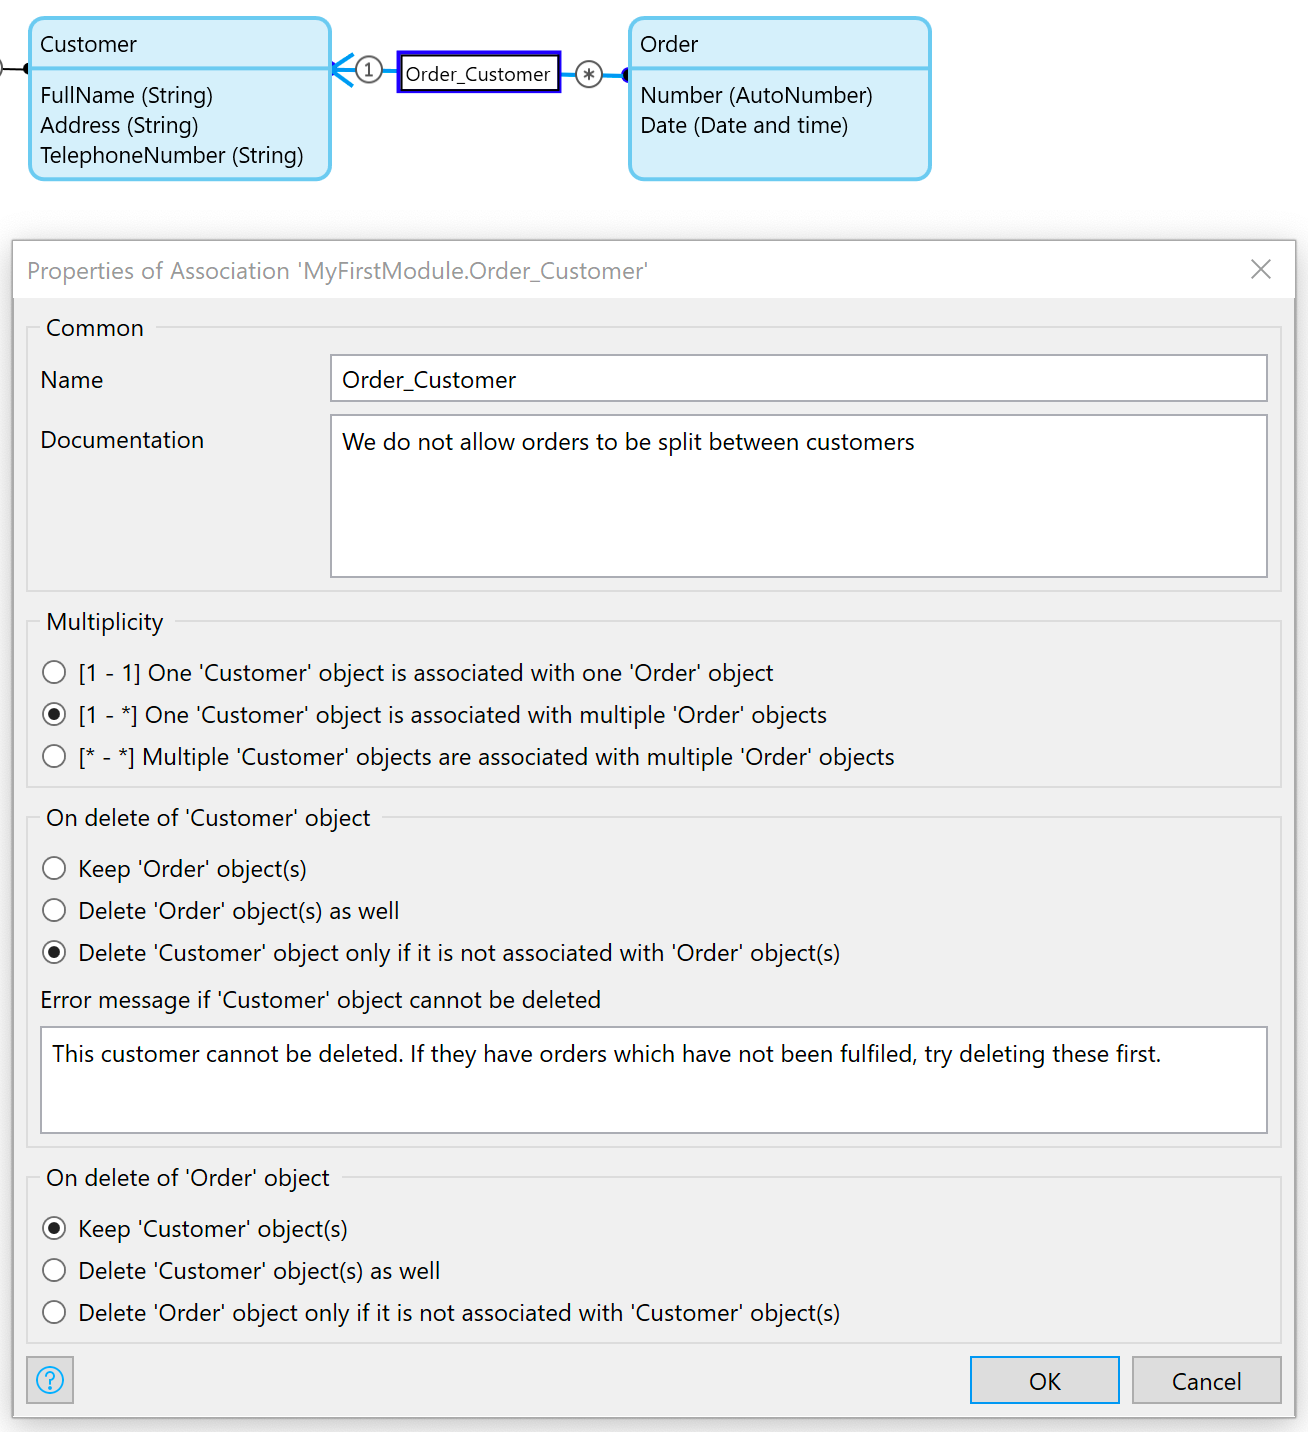 Customer
FullName (String)
Address (String)
TelephoneNumber (String)
1
Order_Customer
*
Order
Number (AutoNumber)
Date (Date and time)
Properties of Association 'MyFirstModule.Order_Customer'
Common
Name
Order_Customer
Documentation
We do not allow orders to be split between customers
Multiplicity
[1 - 1] One 'Customer' object is associated with one 'Order' object
[1 - *] One 'Customer' object is associated with multiple 'Order' objects
[* - *] Multiple 'Customer' objects are associated with multiple 'Order' objects
On delete of 'Customer' object
Keep 'Order' object(s)
Delete 'Order' object(s) as well
Delete 'Customer' object only if it is not associated with 'Order' object(s)
Error message if 'Customer' object cannot be deleted
This customer cannot be deleted. If they have orders which have not been fulfiled, try deleting these first.
On delete of 'Order' object
Keep 'Customer' object(s)
Delete 'Customer' object(s) as well
Delete 'Order' object only if it is not associated with 'Customer' object(s)
?
OK
Cancel